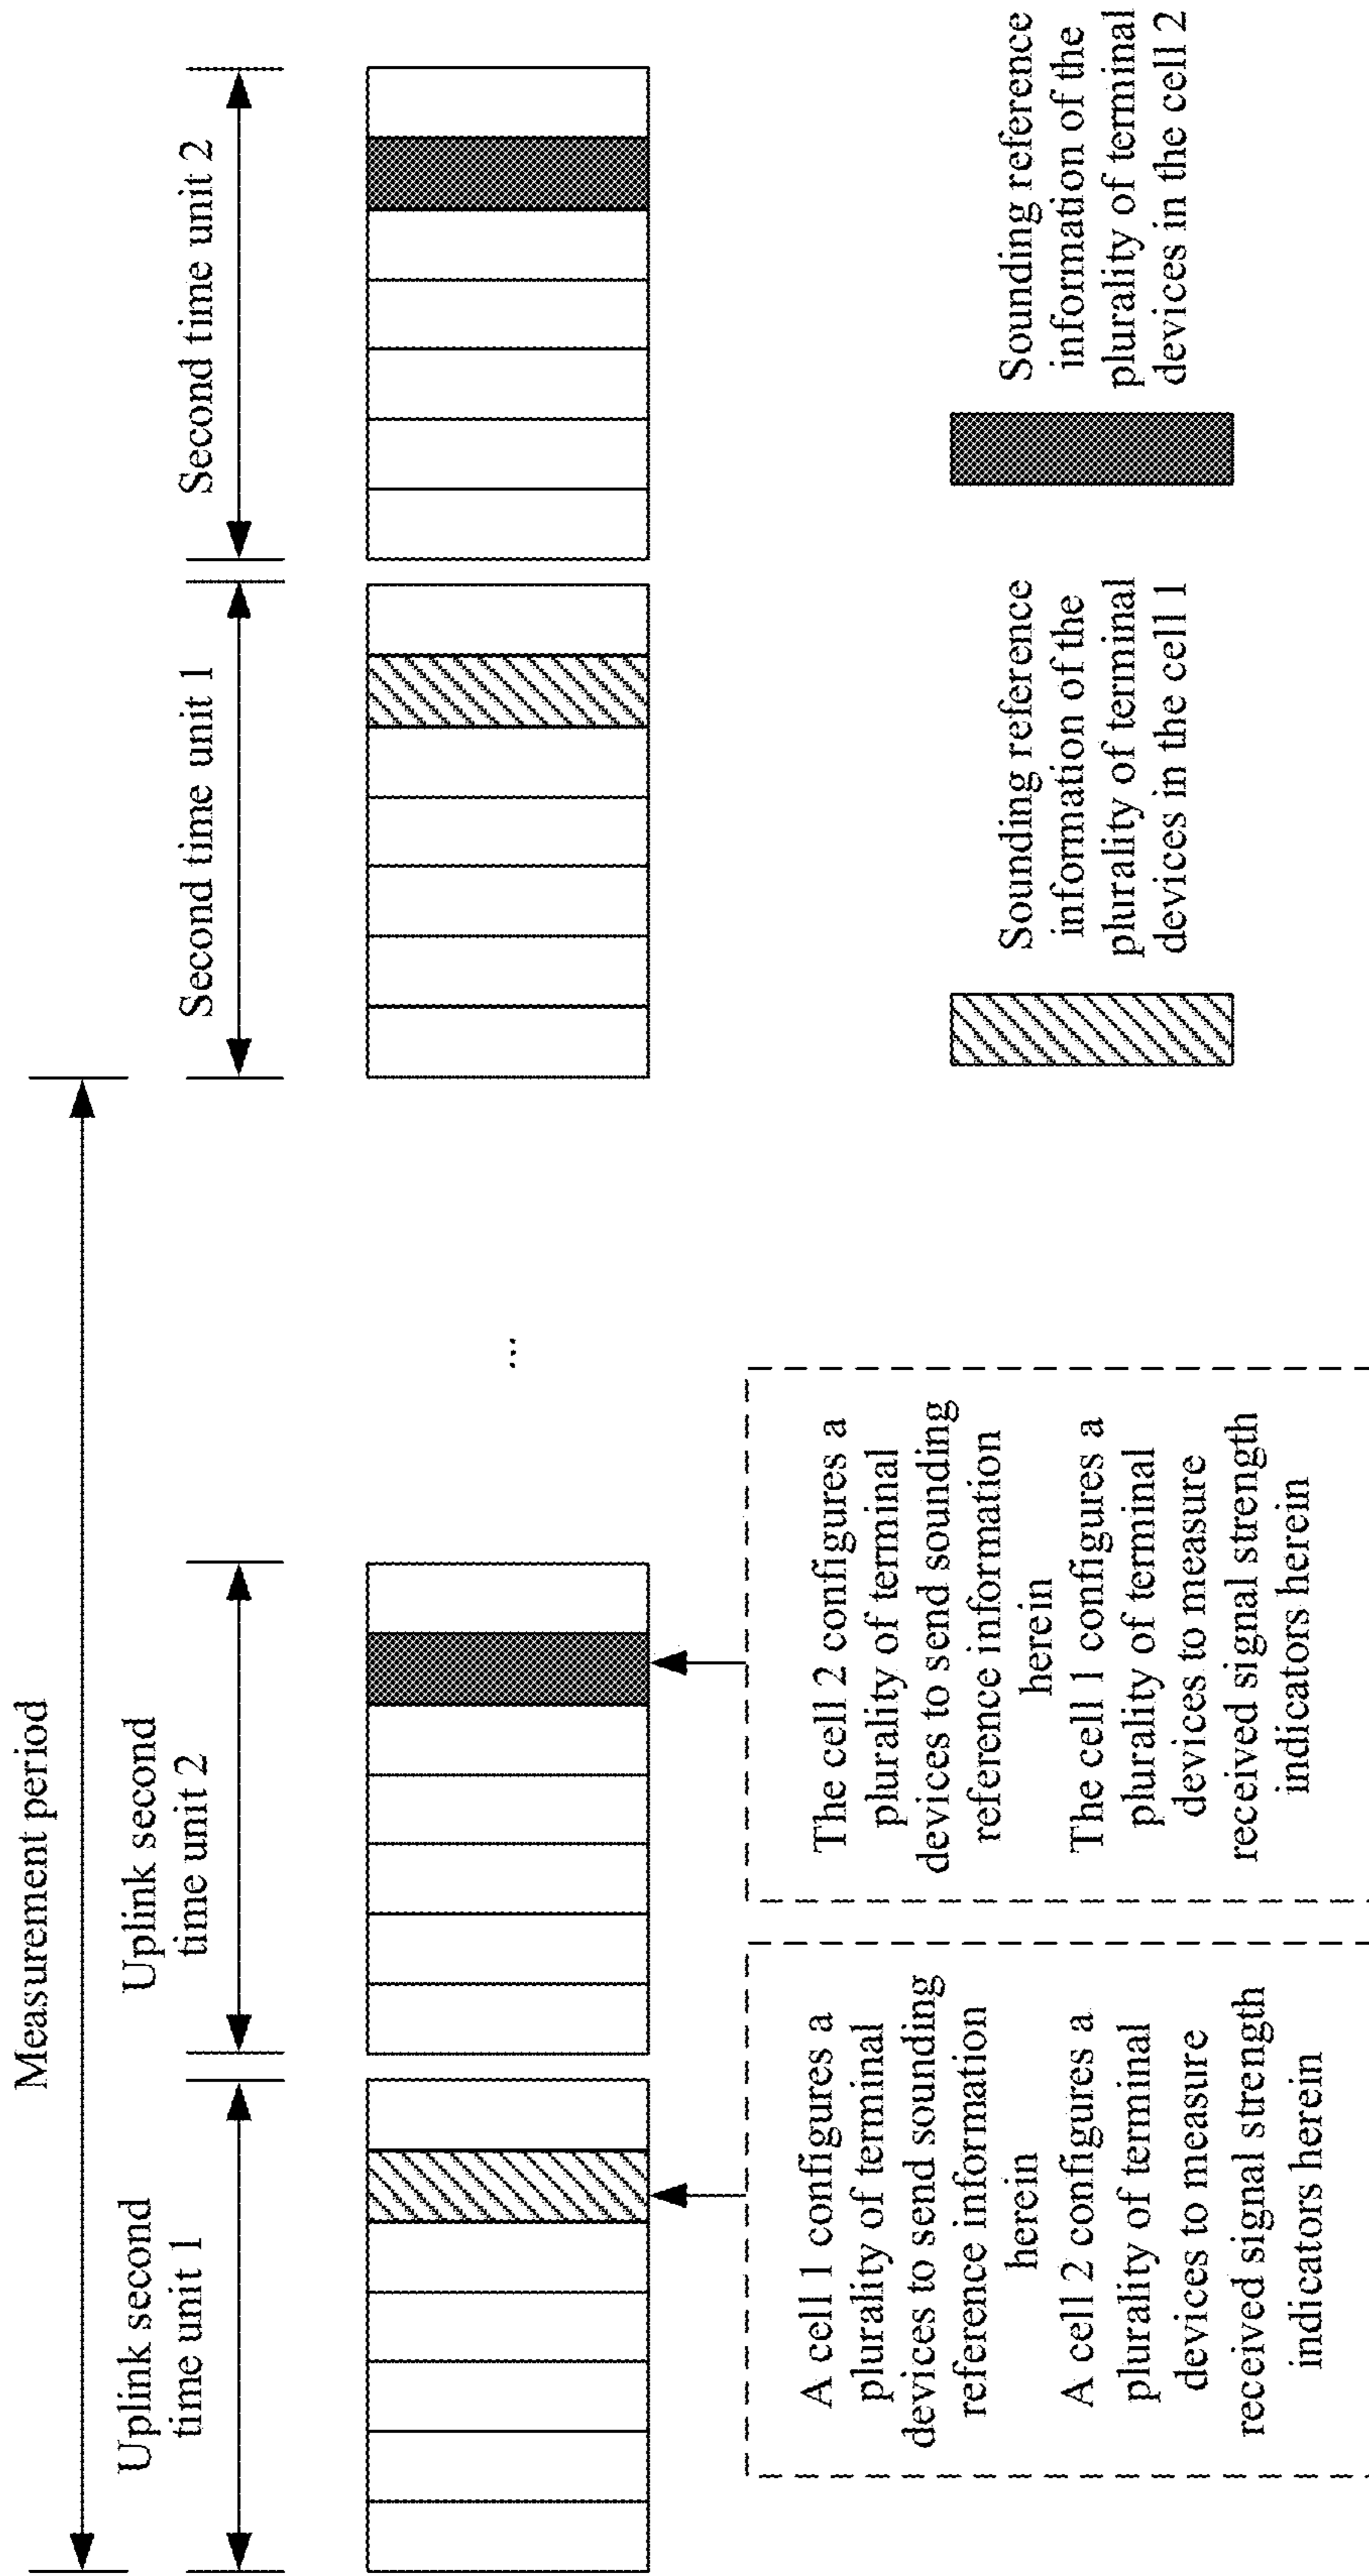 Measurement period
Uplink second
time unit 1
Uplink second
time unit 2
Second time unit 1
Second time unit 2
...
A cell 1 configures a
plurality of terminal
devices to send sounding
reference information
herein
A cell 2 configures a
plurality of terminal
devices to measure
received signal strength
indicators herein
The cell 2 configures a
plurality of terminal
devices to send sounding
reference information
herein
The cell 1 configures a
plurality of terminal
devices to measure
received signal strength
indicators herein
Sounding reference
information of the
plurality of terminal
devices in the cell 1
Sounding reference
information of the
plurality of terminal
devices in the cell 2